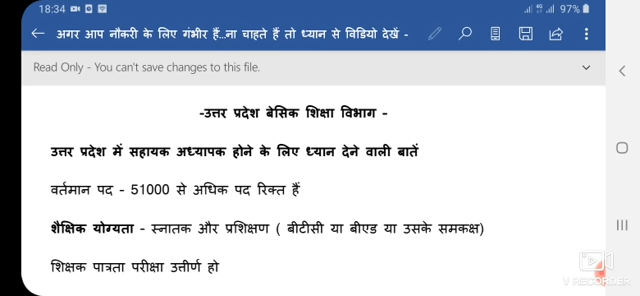 18:34 97%
अगर आप नौकरी के लिए गंभीर हैं..ना चाहते हैं तो ध्यान से विडियो देखें -
Read Only - You can't save changes to this file.
-उत्तर प्रदेश बेसिक शिक्षा विभाग -
उत्तर प्रदेश में सहायक अध्यापक होने के लिए ध्यान देने वाली बातें
वर्तमान पद - 51000 से अधिक पद रिक्त हैं
शैक्षिक योग्यता - स्नातक और प्रशिक्षण ( बीटीसी या बीएड या उसके समकक्ष)
शिक्षक पात्रता परीक्षा उत्तीर्ण हो
V RECORDER